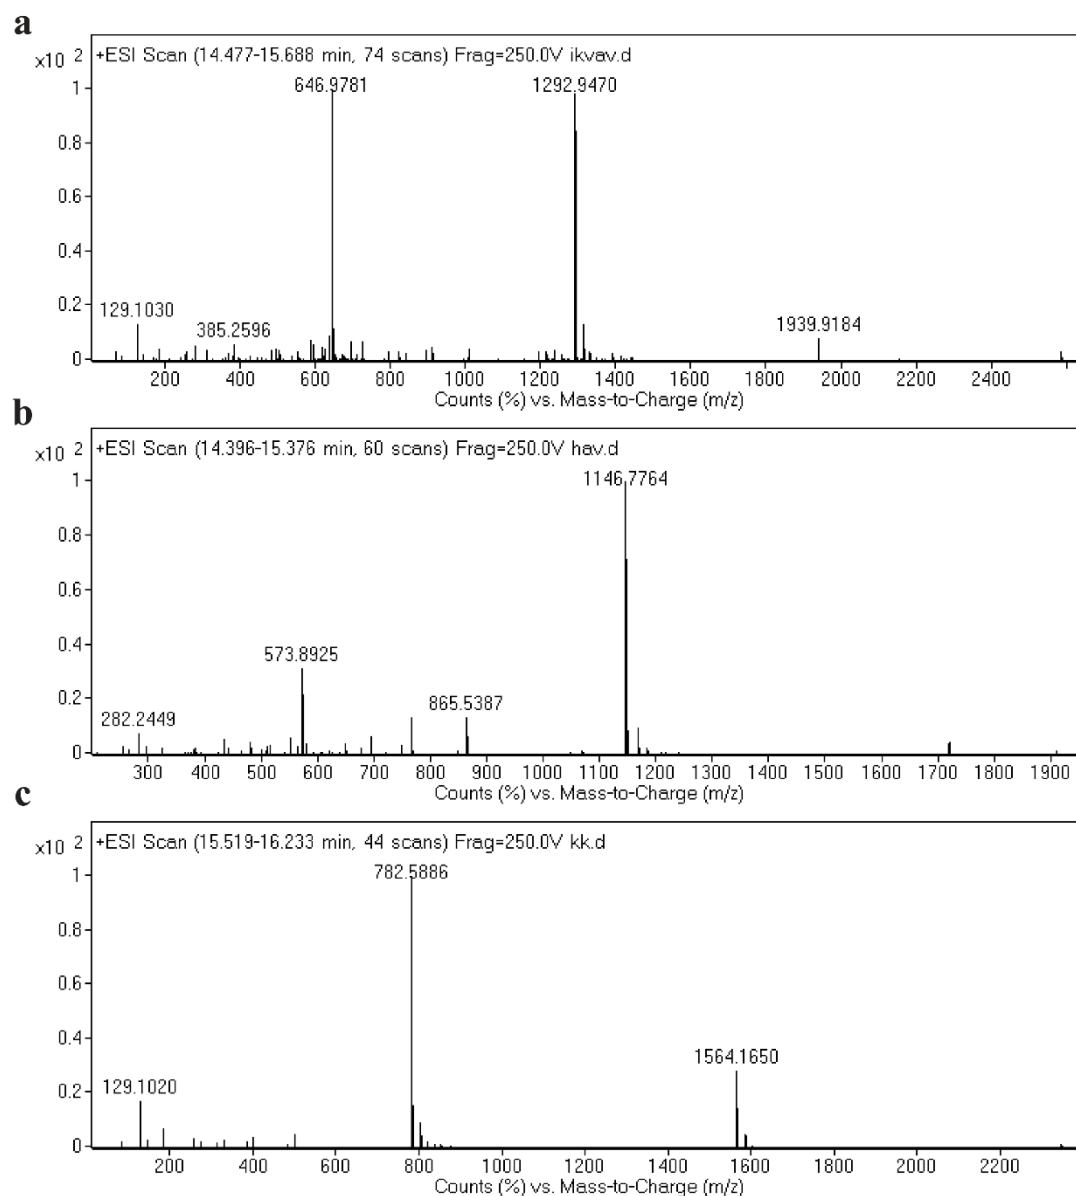 a
+ESI Scan (14.477-15.688 min, 74 scans) Frag=250.0V ikvav.d
x10 2
646.9781
1292.9470
1
0.8
0.6
0.4
0.2
129.1030
385.2596
1939.9184
0
200 400 600 800 1000 1200 1400 1600 1800 2000 2200 2400
Counts (%) vs. Mass-to-Charge (m/z)
b
+ESI Scan (14.396-15.376 min, 60 scans) Frag=250.0V hav.d
x10 2
1146.7764
1
0.8
0.6
0.4
573.8925
0.2
282.2449
865.5387
0
300 400 500 600 700 800 900 1000 1100 1200 1300 1400 1500 1600 1700 1800 1900
Counts (%) vs. Mass-to-Charge (m/z)
c
+ESI Scan (15.519-16.233 min, 44 scans) Frag=250.0V kk.d
x10 2
782.5886
1
0.8
0.6
0.4
1564.1650
0.2
129.1020
0
200 400 600 800 1000 1200 1400 1600 1800 2000 2200
Counts (%) vs. Mass-to-Charge (m/z)